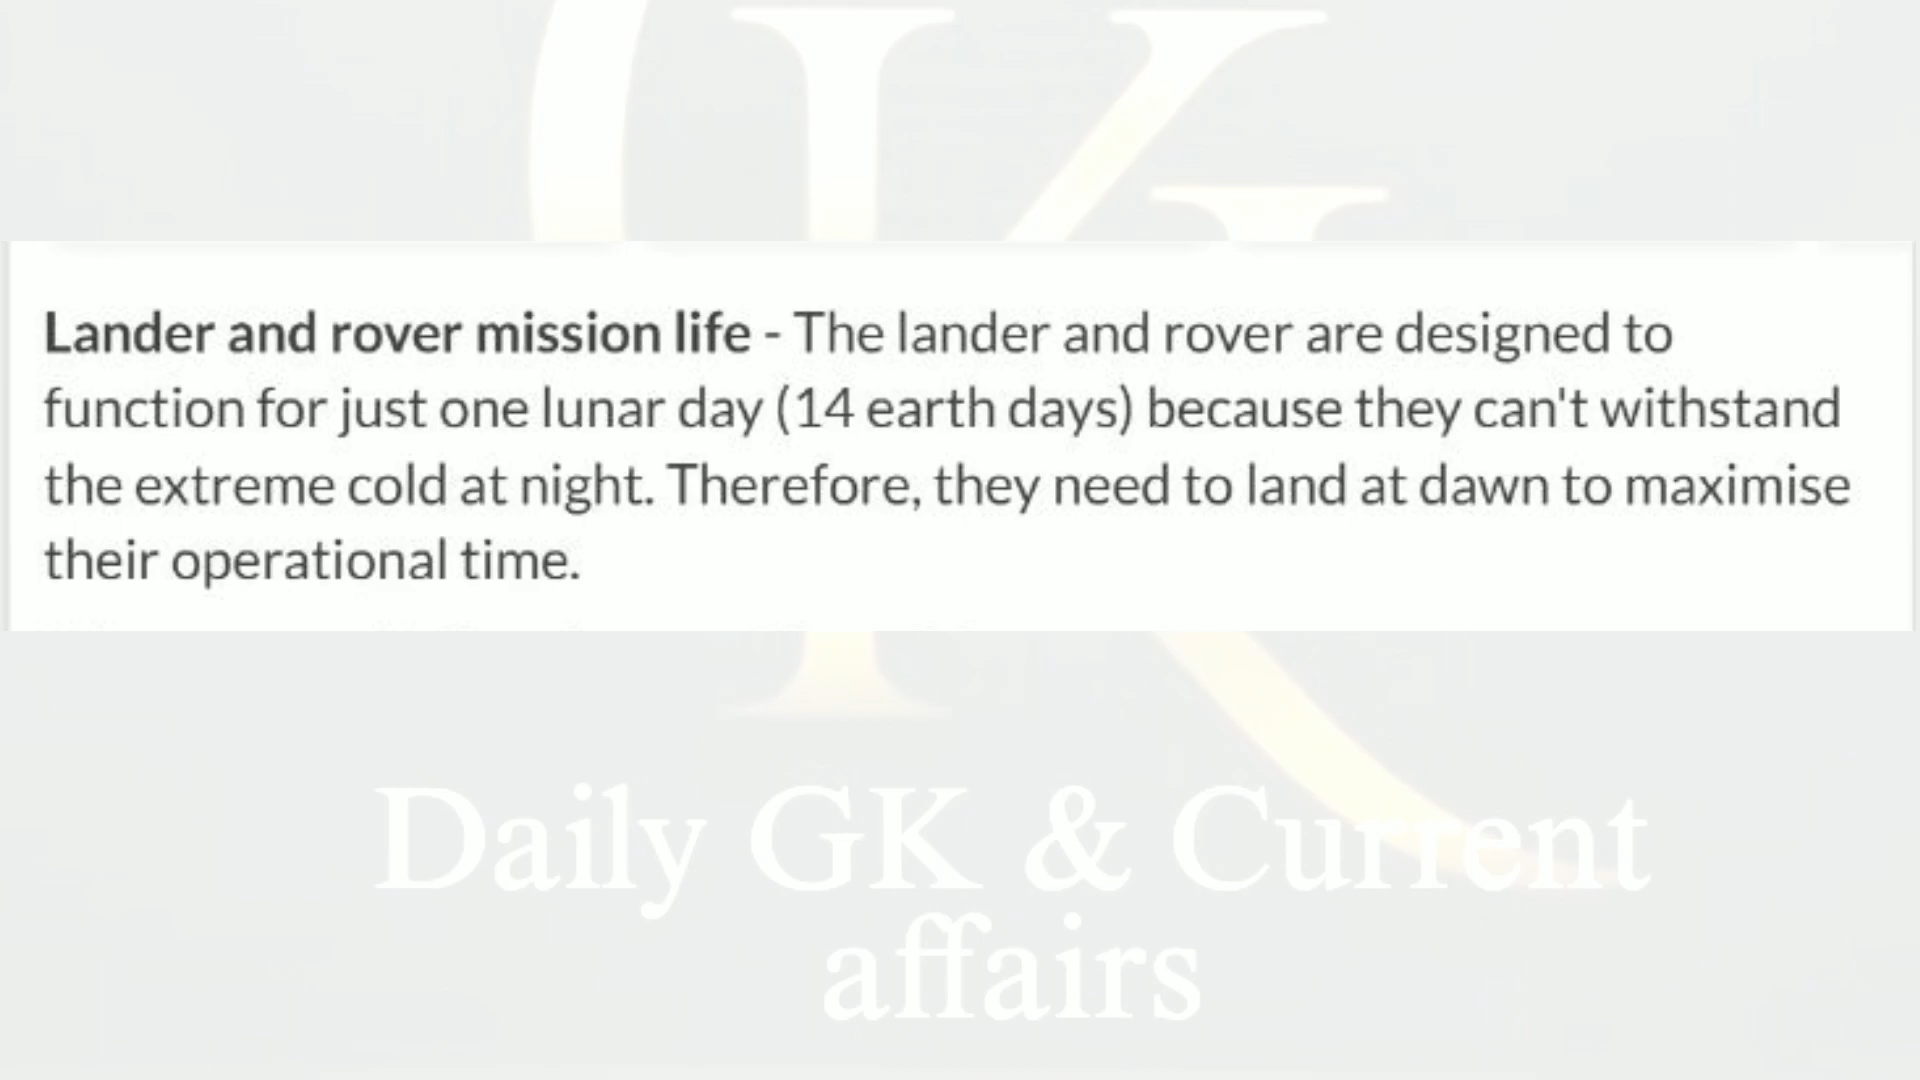 Lander and rover mission life - The lander and rover are designed to
function for just one lunar day (14 earth days) because they can't withstand
the extreme cold at night. Therefore, they need to land at dawn to maximise
their operational time.
Daily GK & Current
affairs